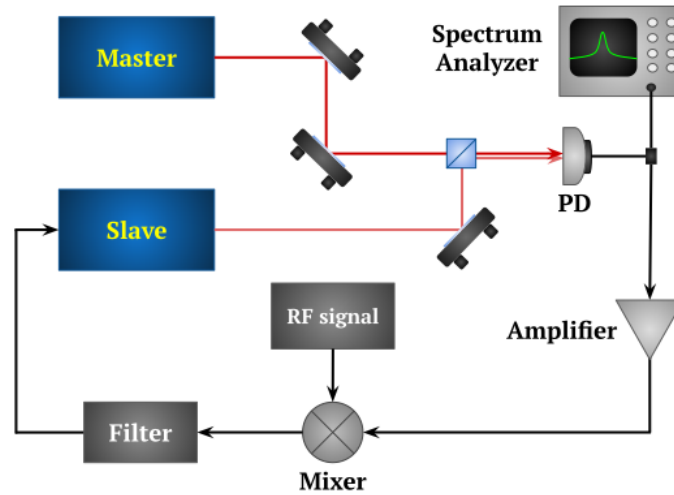 Master
Spectrum
Analyzer
PD
Slave
RF signal
Amplifier
Filter
Mixer